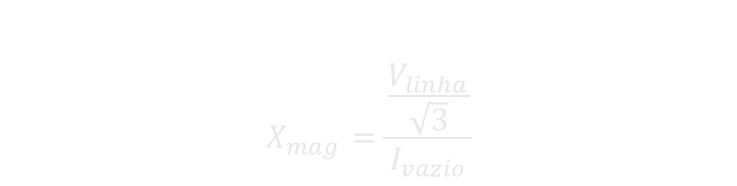 X_mag = (V_linha / √3) / I_vazio